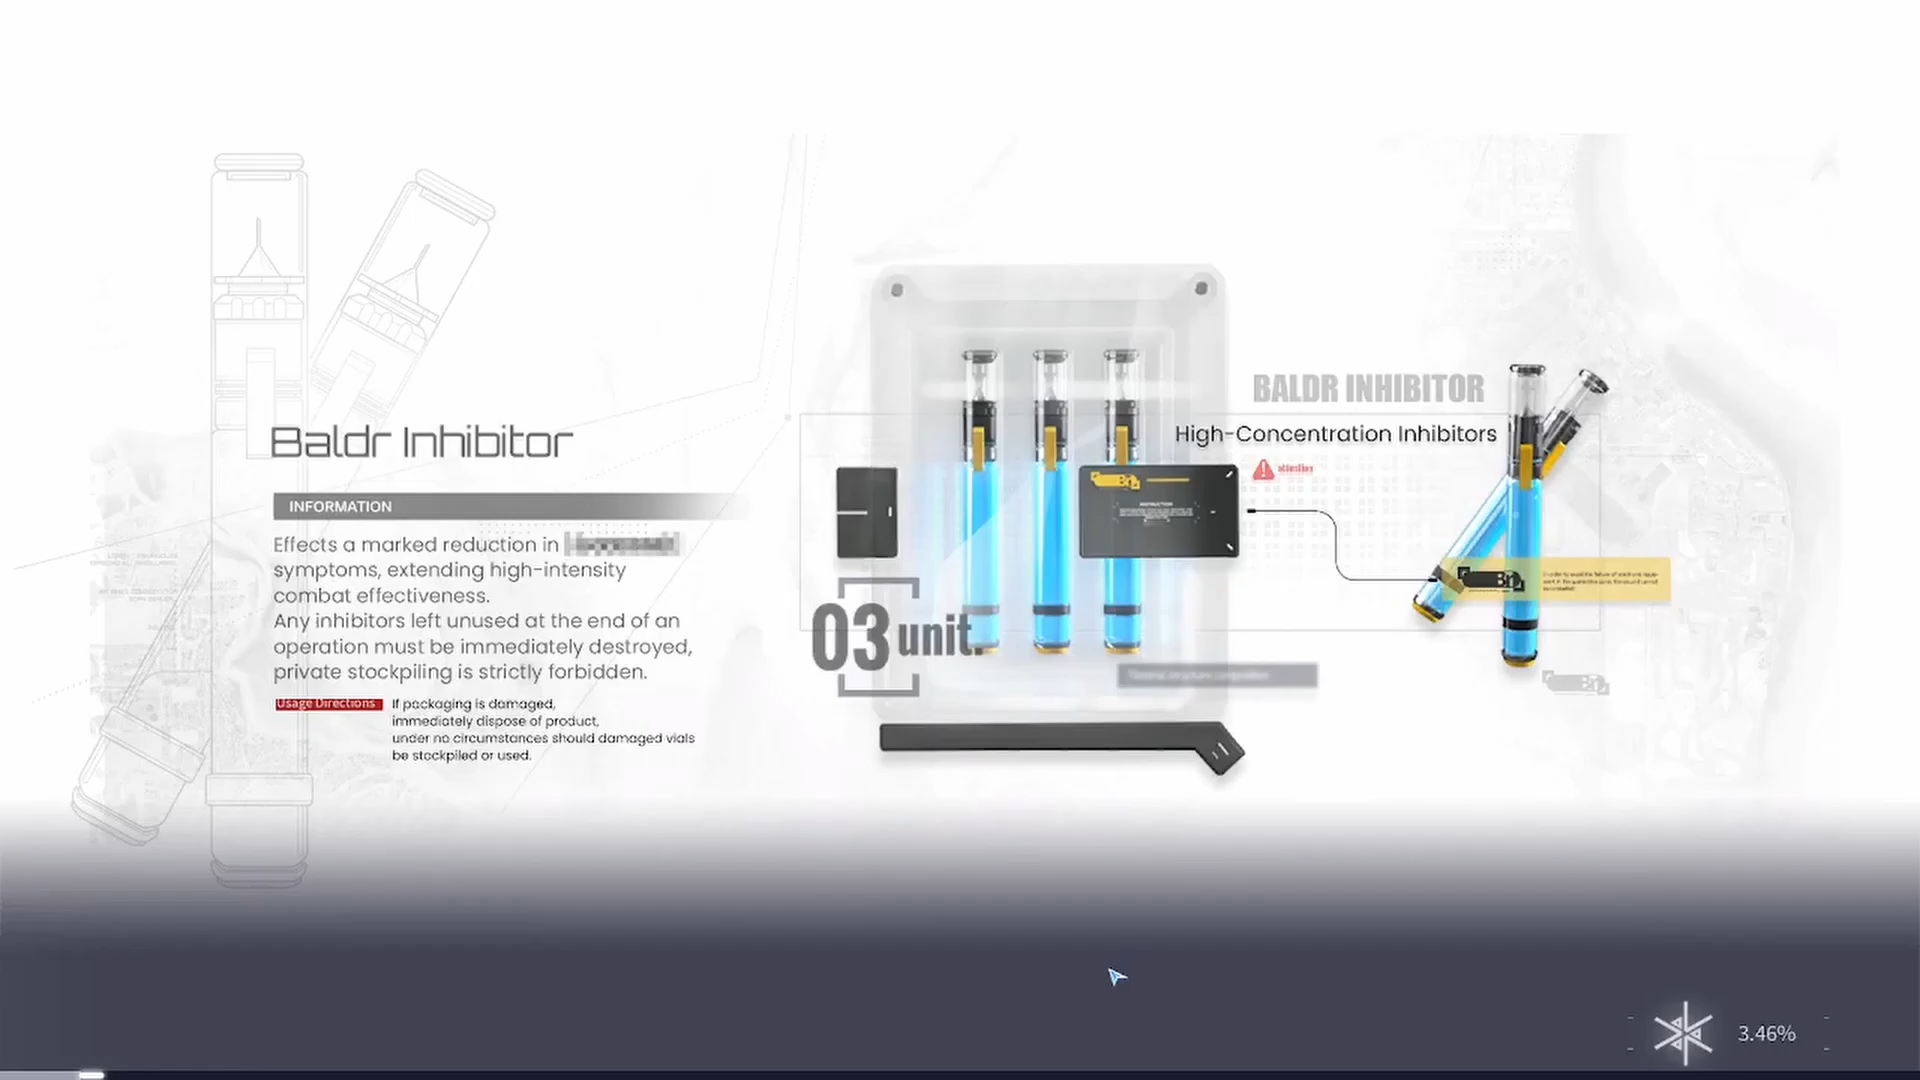 Baldr Inhibitor
INFORMATION
Effects a marked reduction in
symptoms, extending high-intensity
combat effectiveness.
Any inhibitors left unused at the end of an
operation must be immediately destroyed,
private stockpiling is strictly forbidden.
Usage Directions
If packaging is damaged,
immediately dispose of product,
under no circumstances should damaged vials
be stockpiled or used.
03 unit.
BALDR INHIBITOR
High-Concentration Inhibitors
attention
3.46%